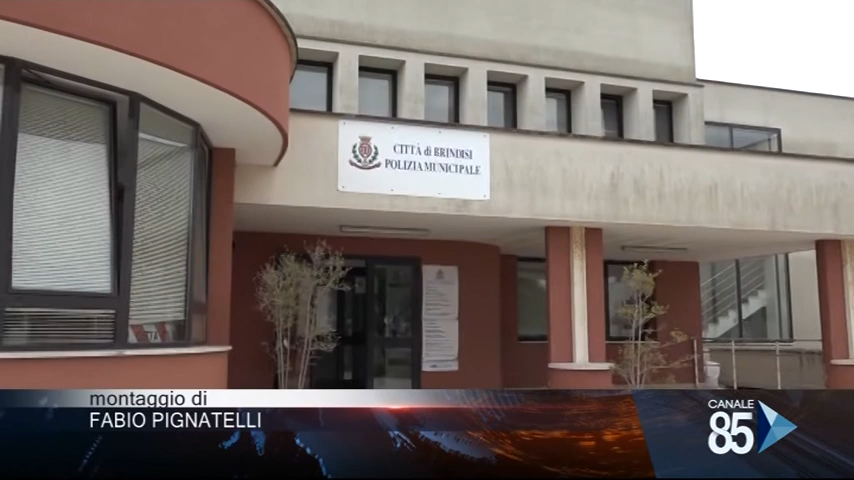 CITTÀ di BRINDISI
POLIZIA MUNICIPALE
montaggio di
FABIO PIGNATELLI
CANALE
85